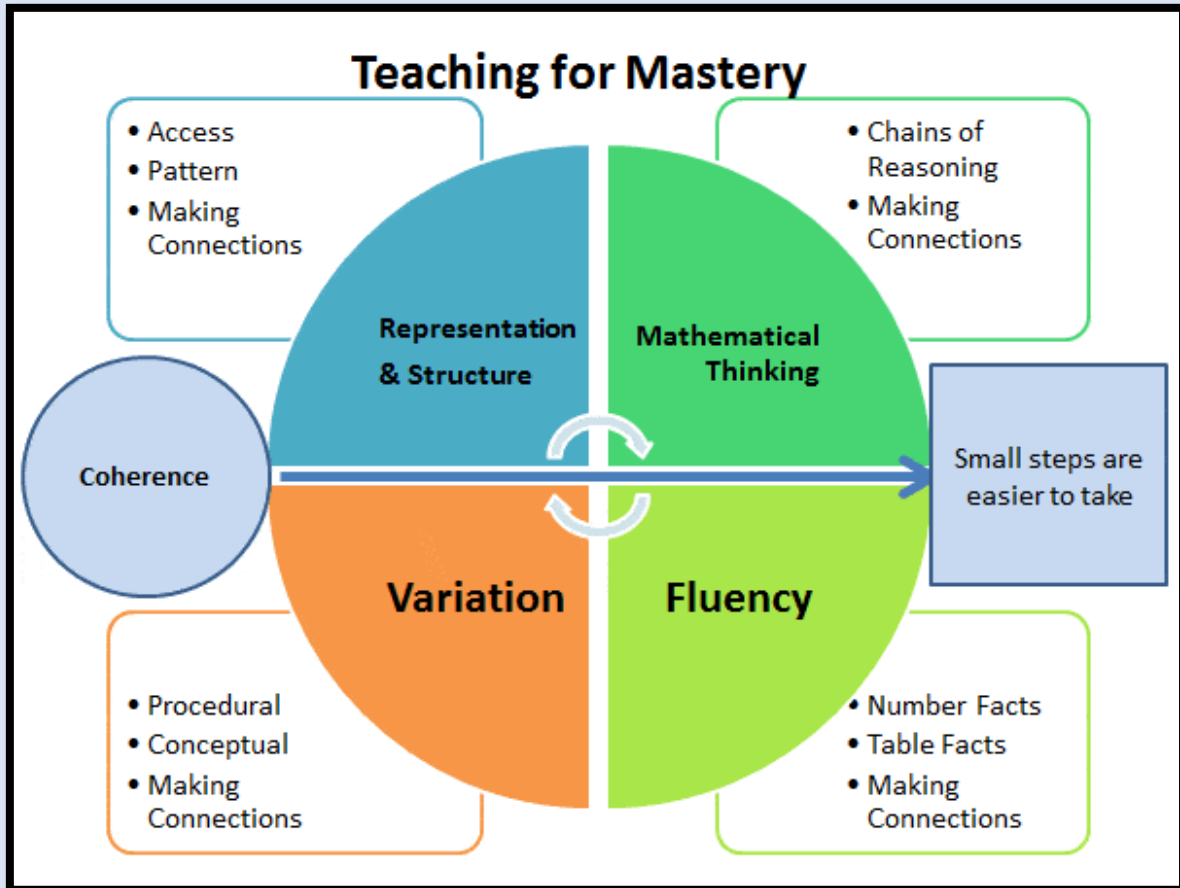 Teaching for Mastery
• Access
• Pattern
• Making
Connections
• Chains of
Reasoning
• Making
Connections
Representation
& Structure
Mathematical
Thinking
Coherence
Small steps are
easier to take
Variation
Fluency
• Procedural
• Conceptual
• Making
Connections
• Number Facts
• Table Facts
• Making
Connections